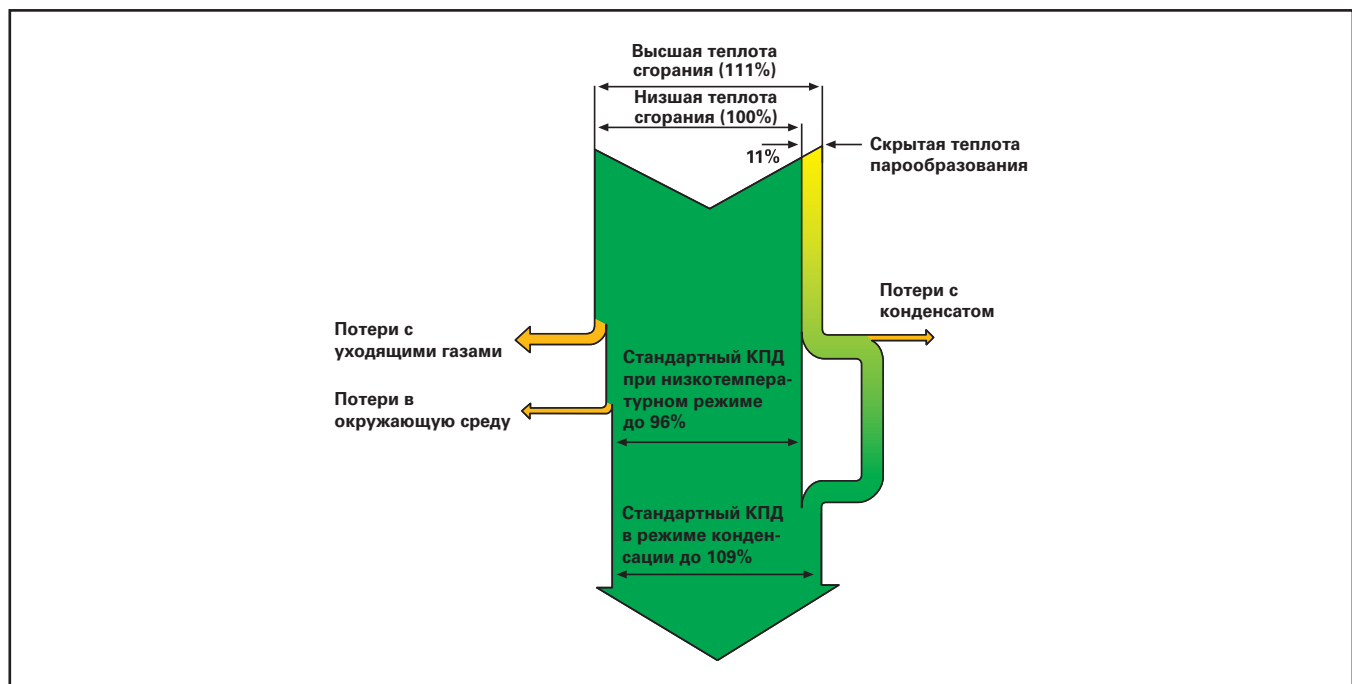 Высшая теплота
сгорания (111%)
Низшая теплота
сгорания (100%)
11%
Скрытая теплота
парообразования
Потери с
конденсатом
Потери с
уходящими газами
Стандартный КПД
при низкотемпера-
турном режиме
до 96%
Потери в
окружающую среду
Стандартный КПД
в режиме конден-
сации до 109%